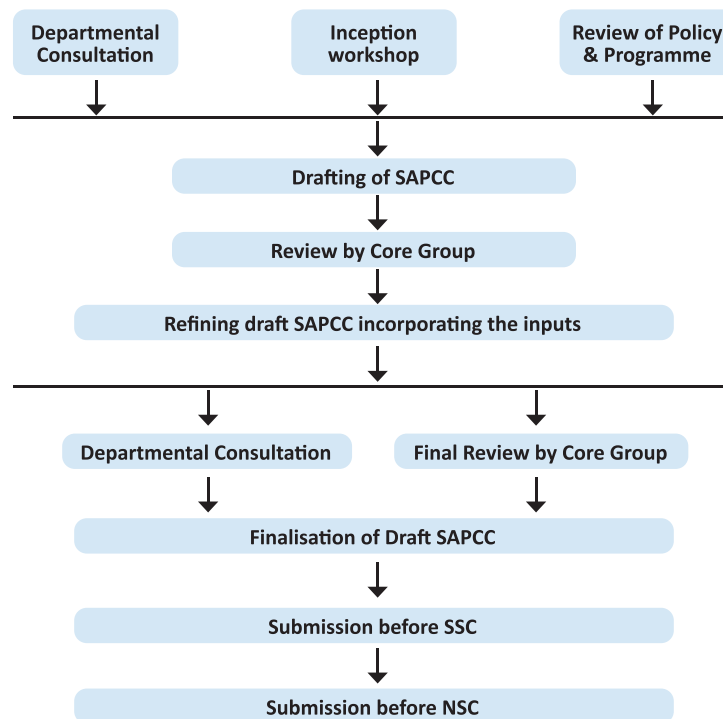 Departmental
Consultation
Inception
workshop
Review of Policy
& Programme
Drafting of SAPCC
Review by Core Group
Refining draft SAPCC incorporating the inputs
Departmental Consultation
Final Review by Core Group
Finalisation of Draft SAPCC
Submission before SSC
Submission before NSC